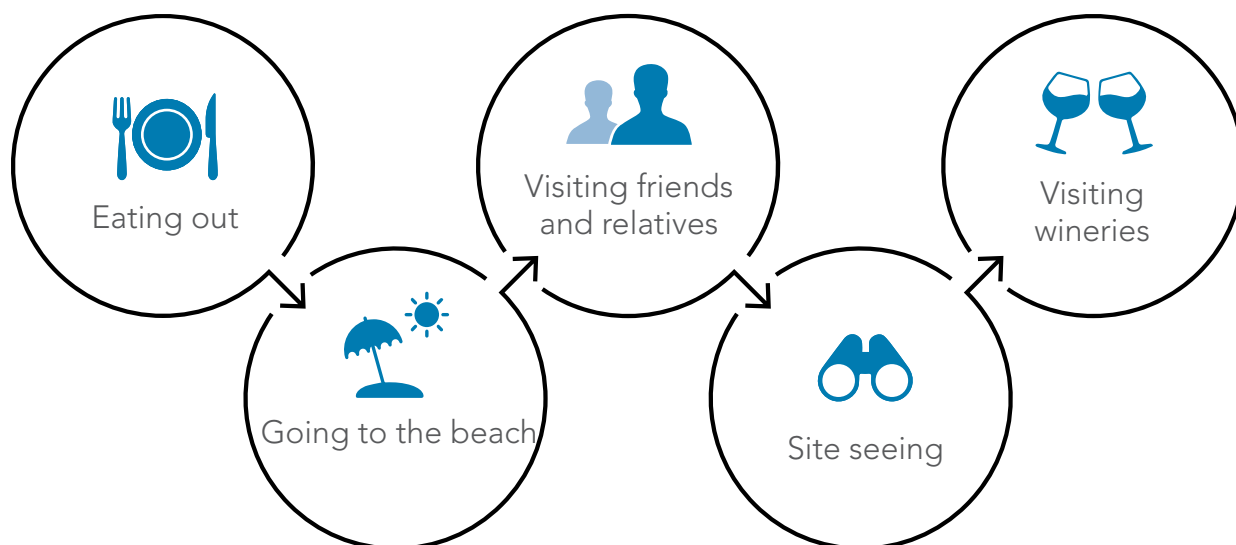 Eating out
Going to the beach
Visiting friends
and relatives
Site seeing
Visiting
wineries